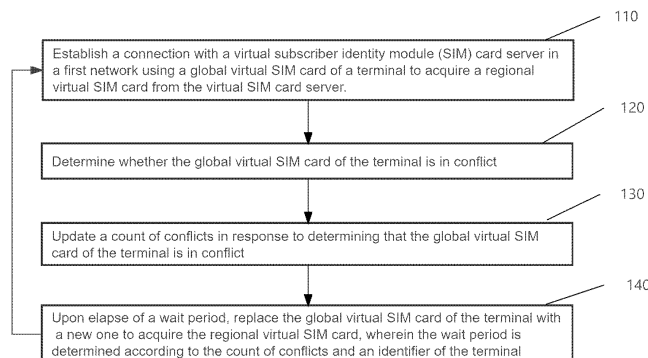 110
Establish a connection with a virtual subscriber identity module (SIM) card server in
a first network using a global virtual SIM card of a terminal to acquire a regional
virtual SIM card from the virtual SIM card server.
120
Determine whether the global virtual SIM card of the terminal is in conflict
130
Update a count of conflicts in response to determining that the global virtual SIM
card of the terminal is in conflict
140
Upon elapse of a wait period, replace the global virtual SIM card of the terminal with
a new one to acquire the regional virtual SIM card, wherein the wait period is
determined according to the count of conflicts and an identifier of the terminal